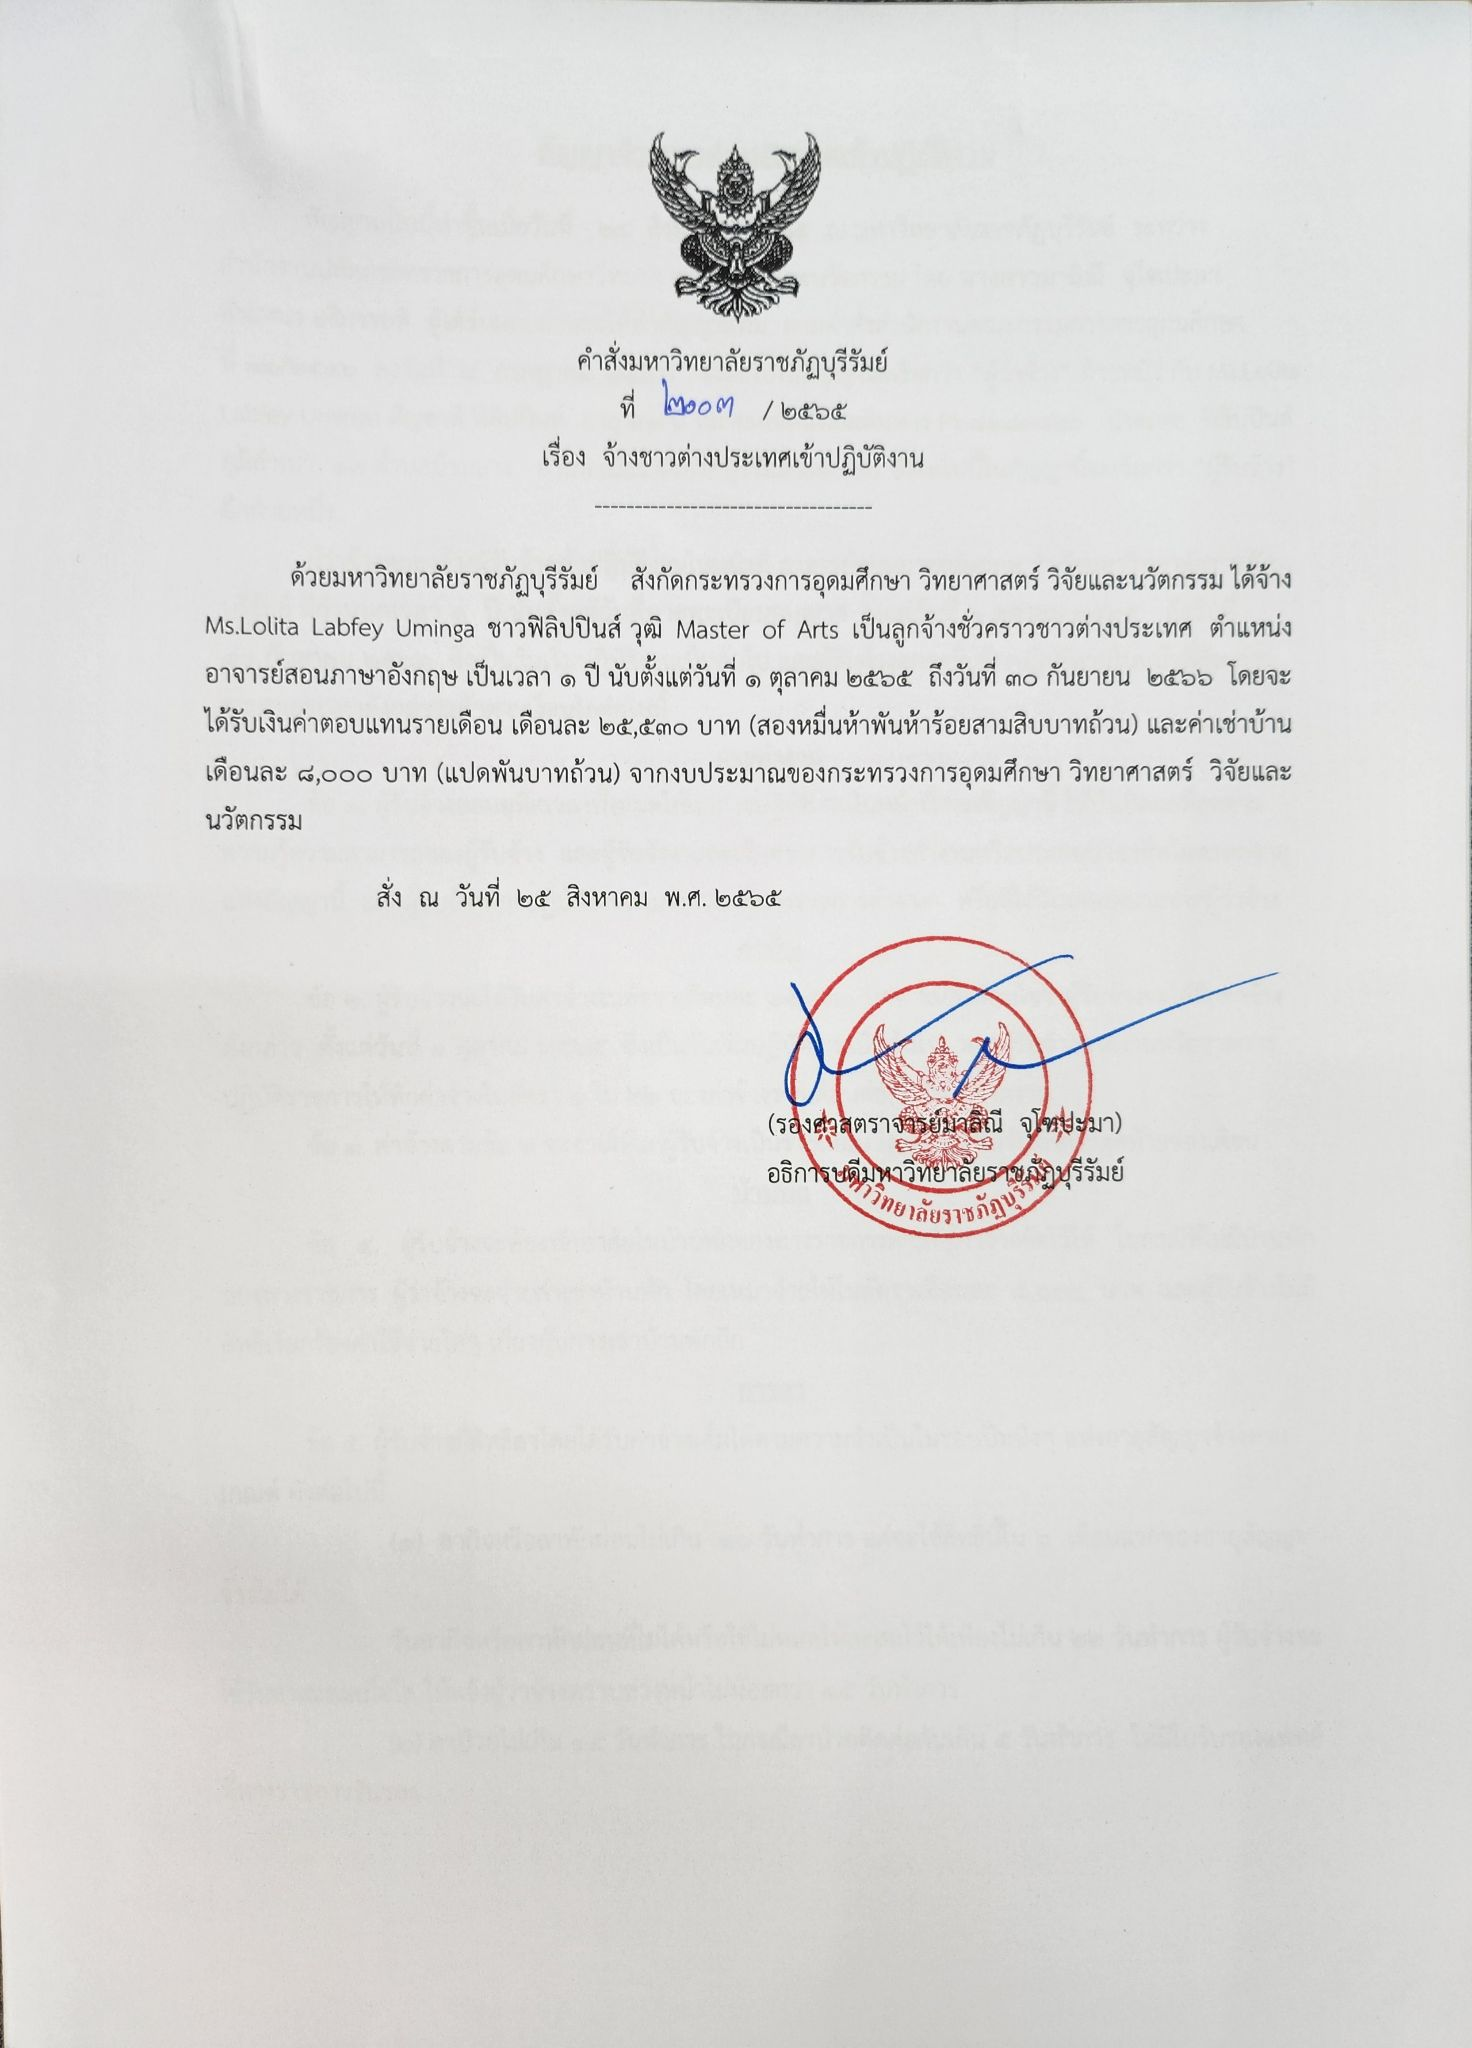 คำสั่งมหาวิทยาลัยราชภัฏบุรีรัมย์
ที่ ๒๐๐๓ / ๒๕๖๕
เรื่อง จ้างชาวต่างประเทศเข้าปฏิบัติงาน
-----------------------------------
ด้วยมหาวิทยาลัยราชภัฏบุรีรัมย์ สังกัดกระทรวงการอุดมศึกษา วิทยาศาสตร์ วิจัยและนวัตกรรม ได้จ้าง
Ms.Lolita Labfey Uminga ชาวฟิลิปปินส์ วุฒิ Master of Arts เป็นลูกจ้างชั่วคราวชาวต่างประเทศ ตำแหน่ง
อาจารย์สอนภาษาอังกฤษ เป็นเวลา ๑ ปี นับตั้งแต่วันที่ ๑ ตุลาคม ๒๕๖๕ ถึงวันที่ ๓๐ กันยายน ๒๕๖๖ โดยจะ
ได้รับเงินค่าตอบแทนรายเดือน เดือนละ ๒๕,๕๓๐ บาท (สองหมื่นห้าพันห้าร้อยสามสิบบาทถ้วน) และค่าเช่าบ้าน
เดือนละ ๘,๐๐๐ บาท (แปดพันบาทถ้วน) จากงบประมาณของกระทรวงการอุดมศึกษา วิทยาศาสตร์ วิจัยและ
นวัตกรรม
สั่ง ณ วันที่ ๒๕ สิงหาคม พ.ศ. ๒๕๖๕
(รองศาสตราจารย์มาลิณี จุโฑปะมา)
อธิการบดีมหาวิทยาลัยราชภัฏบุรีรัมย์
มหาวิทยาลัยราชภัฏบุรีรัมย์